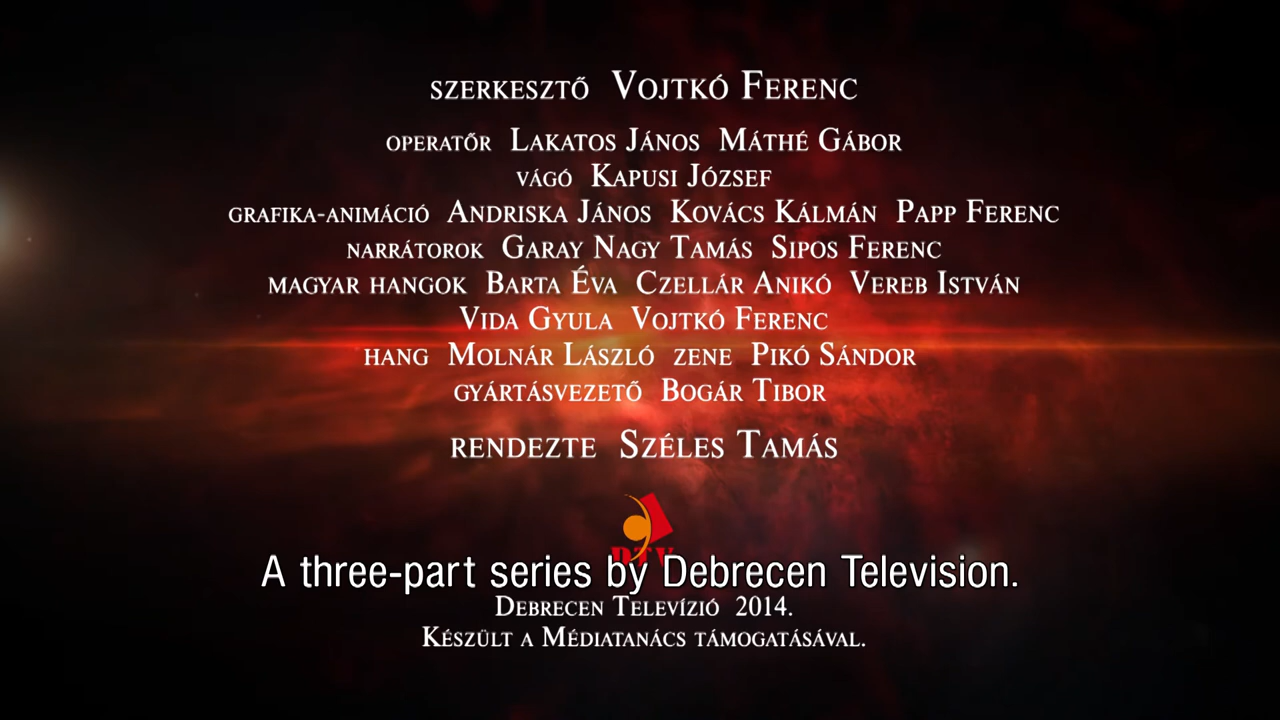 SZERKESZTŐ VOJTKÓ FERENC
OPERATŐR LAKATOS JÁNOS MÁTHÉ GÁBOR
VÁGÓ KAPUSI JÓZSEF
GRAFIKA-ANIMÁCIÓ ANDRISKA JÁNOS KOVÁCS KÁLMÁN PAPP FERENC
NARRÁTOROK GARAY NAGY TAMÁS SIPOS FERENC
MAGYAR HANGOK BARTA ÉVA CZELLÁR ANIKÓ VEREB ISTVÁN
VIDA GYULA VOJTKÓ FERENC
HANG MOLNÁR LÁSZLÓ ZENE PIKÓ SÁNDOR
GYÁRTÁSVEZETŐ BOGÁR TIBOR
RENDEZTE SZÉLES TAMÁS
DTV
A three-part series by Debrecen Television.
DEBRECEN TELEVÍZIÓ 2014.
KÉSZÜLT A MÉDIATANÁCS TÁMOGATÁSÁVAL.